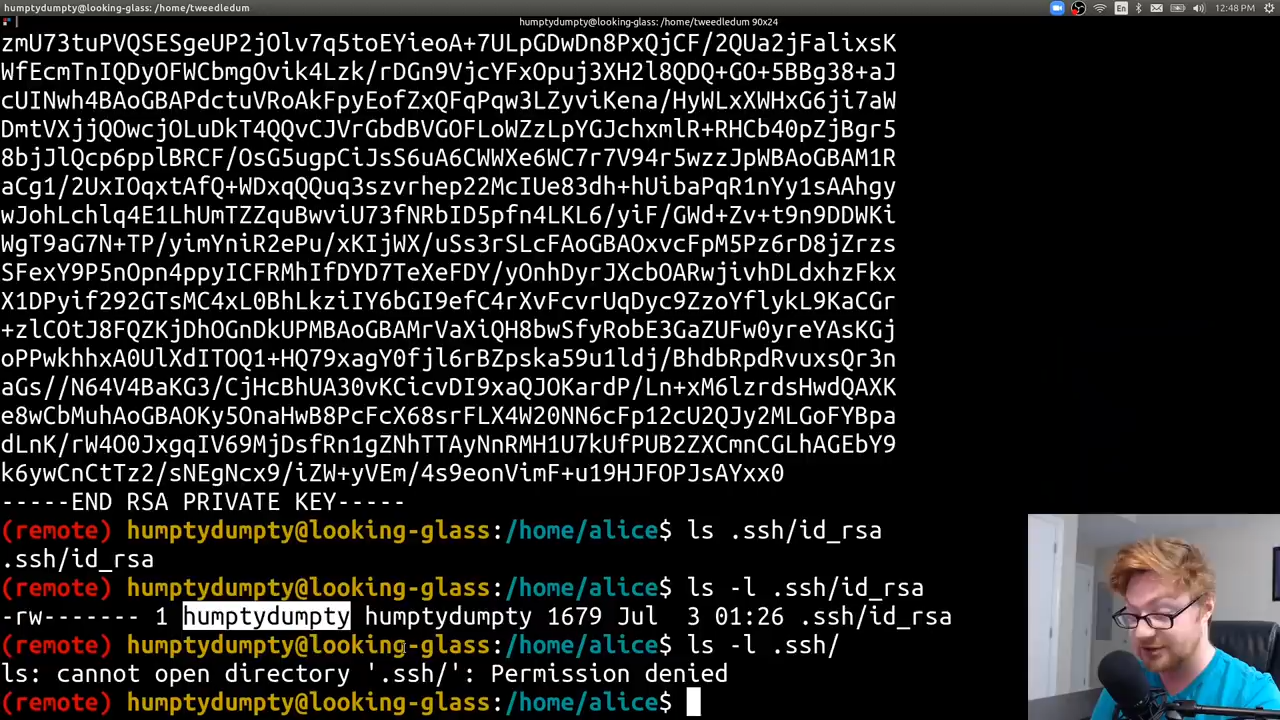 humptydumpty@looking-glass: /home/tweedledum
En
12:48 PM
humptydumpty@looking-glass: /home/tweedledum 90x24
zmU73tuPVQSESgeUP2jOlv7q5toEYieoA+7ULpGDwDn8PxQjCF/2QUa2jFalixsK
WfEcmTnIQDyOFWCbmgOvik4Lzk/rDGn9VjcYFxOpuj3XH2l8QDQ+GO+5BBg38+aJ
cUINwh4BAoGBAPdctuVRoAkFpyEofZxQFqPqw3LZyviKena/HyWLxXWHxG6ji7aW
DmtVXjjQOwcjOLuDkT4QQvCJVrGbdBVGOFLoWZzLpYGJchxmlR+RHCb40pZjBgr5
8bjJlQcp6pplBRCF/OsG5ugpCiJsS6uA6CWWXe6WC7r7V94r5wzzJpWBAoGBAM1R
aCg1/2UxIOqxtAfQ+WDxqQQuq3szvrhep22McIUe83dh+hUibaPqR1nYy1sAAhgy
wJohLchlq4E1LhUmTZZquBwviU73fNRbID5pfn4LKL6/yiF/GWd+Zv+t9n9DDWKi
WgT9aG7N+TP/yimYniR2ePu/xKIjWX/uSs3rSLcFAoGBAOxvcFpM5Pz6rD8jZrzs
SFexY9P5nOpn4ppyICFRMhIfDYD7TeXeFDY/yOnhDyrJXcbOARwjivhDLdxhzFkx
X1DPyif292GTsMC4xL0BhLkziIY6bGI9efC4rXvFcvrUqDyc9ZzoYflykL9KaCGr
+zlCOtJ8FQZKjDhOGnDkUPMBAoGBAMrVaXiQH8bwSfyRobE3GaZUFw0yreYAsKGj
oPPwkhhxA0UlXdITOQ1+HQ79xagY0fjl6rBZpska59u1ldj/BhdbRpdRvuxsQr3n
aGs//N64V4BaKG3/CjHcBhUA30vKCicvDI9xaQJOKardP/Ln+xM6lzrdsHwdQAXK
e8wCbMuhAoGBAOKy5OnaHwB8PcFcX68srFLX4W20NN6cFp12cU2QJy2MLGoFYBpa
dLnK/rW4O0JxgqIV69MjDsfRn1gZNhTTAyNnRMH1U7kUfPUB2ZXCmnCGLhAGEbY9
k6ywCnCtTz2/sNEgNcx9/iZW+yVEm/4s9eonVimF+u19HJFOPJsAYxx0
-----END RSA PRIVATE KEY-----
(remote) humptydumpty@looking-glass:/home/alice$ ls .ssh/id_rsa
.ssh/id_rsa
(remote) humptydumpty@looking-glass:/home/alice$ ls -l .ssh/id_rsa
-rw------- 1 humptydumpty humptydumpty 1679 Jul  3 01:26 .ssh/id_rsa
(remote) humptydumpty@looking-glass:/home/alice$ ls -l .ssh/
ls: cannot open directory '.ssh/': Permission denied
(remote) humptydumpty@looking-glass:/home/alice$